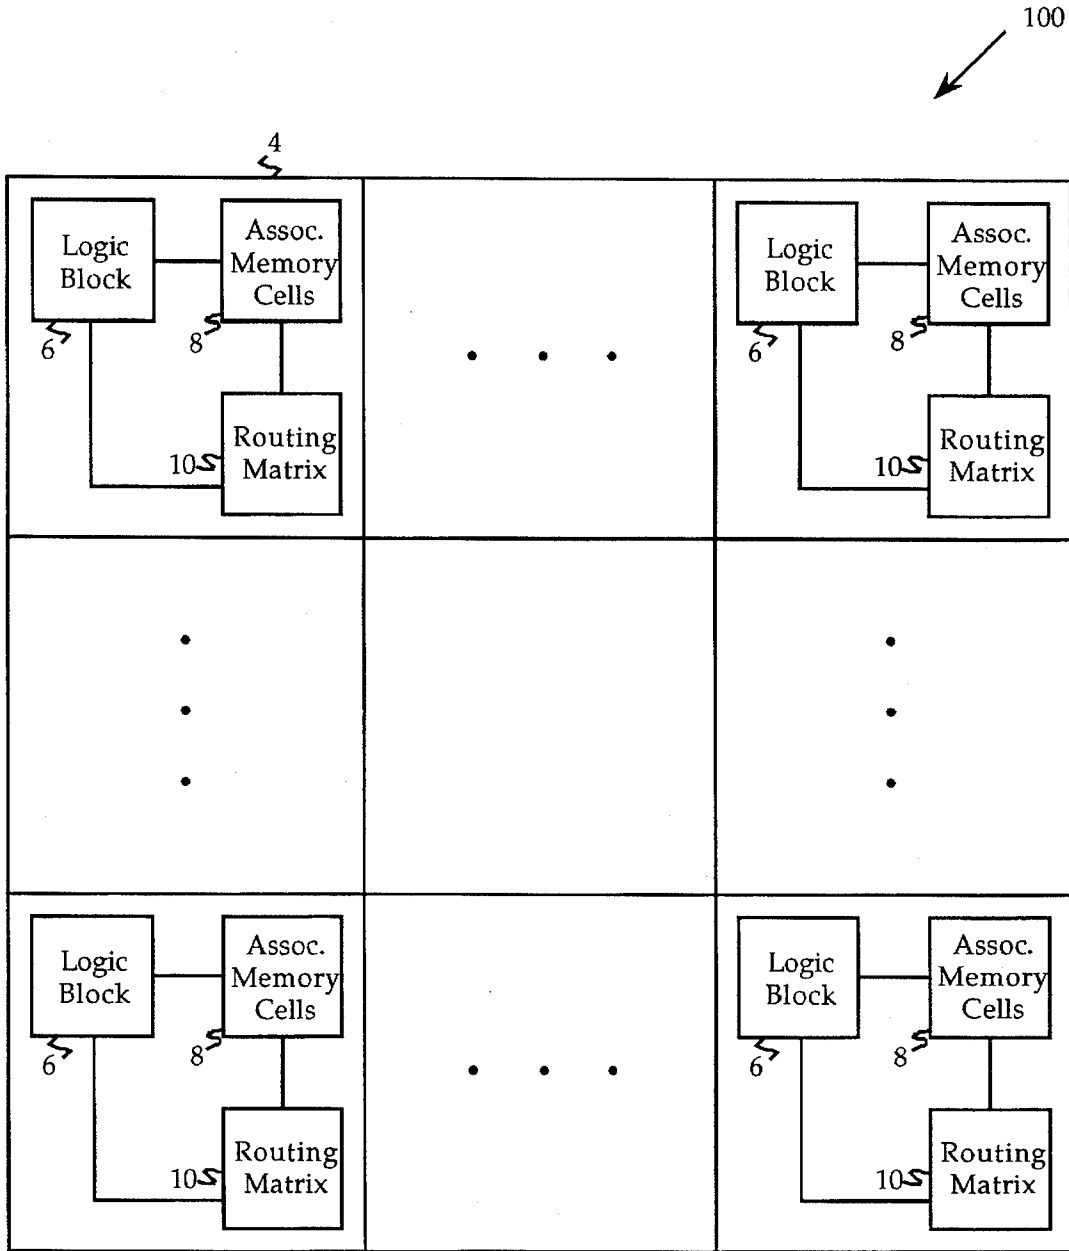 100
4
Logic
Block
Assoc.
Memory
Cells
6
8
Routing
Matrix
10
Logic
Block
Assoc.
Memory
Cells
6
8
Routing
Matrix
10
Logic
Block
Assoc.
Memory
Cells
6
8
Routing
Matrix
10
Logic
Block
Assoc.
Memory
Cells
6
8
Routing
Matrix
10